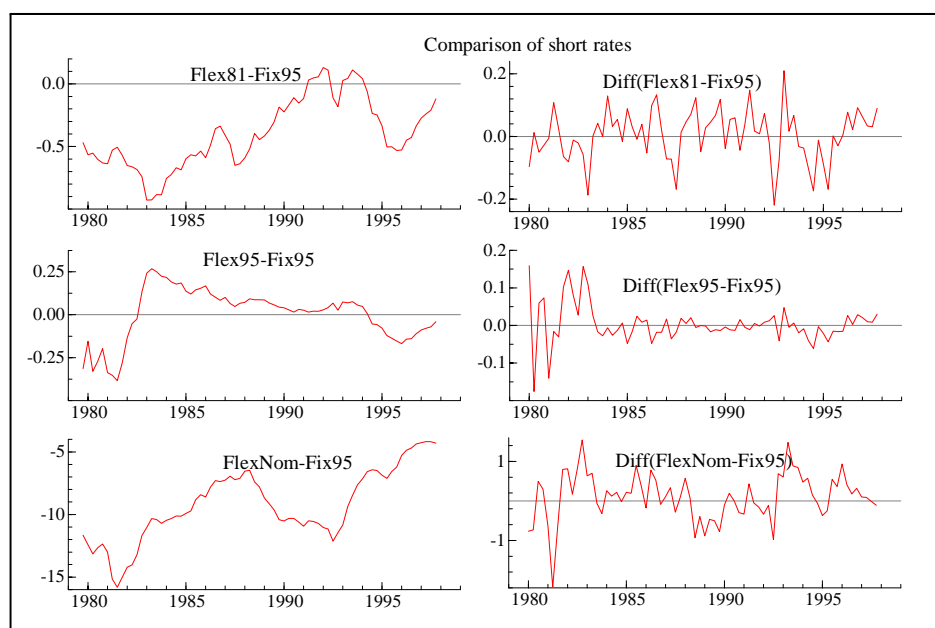 Comparison of short rates
Flex81-Fix95
0.0
-0.5
1980 1985 1990 1995
Diff(Flex81-Fix95)
0.2
0.0
-0.2
1980 1985 1990 1995
Flex95-Fix95
0.25
0.00
-0.25
1980 1985 1990 1995
Diff(Flex95-Fix95)
0.2
0.1
0.0
-0.1
1980 1985 1990 1995
FlexNom-Fix95
-5
-10
-15
1980 1985 1990 1995
Diff(FlexNom-Fix95)
1
-1
1980 1985 1990 1995